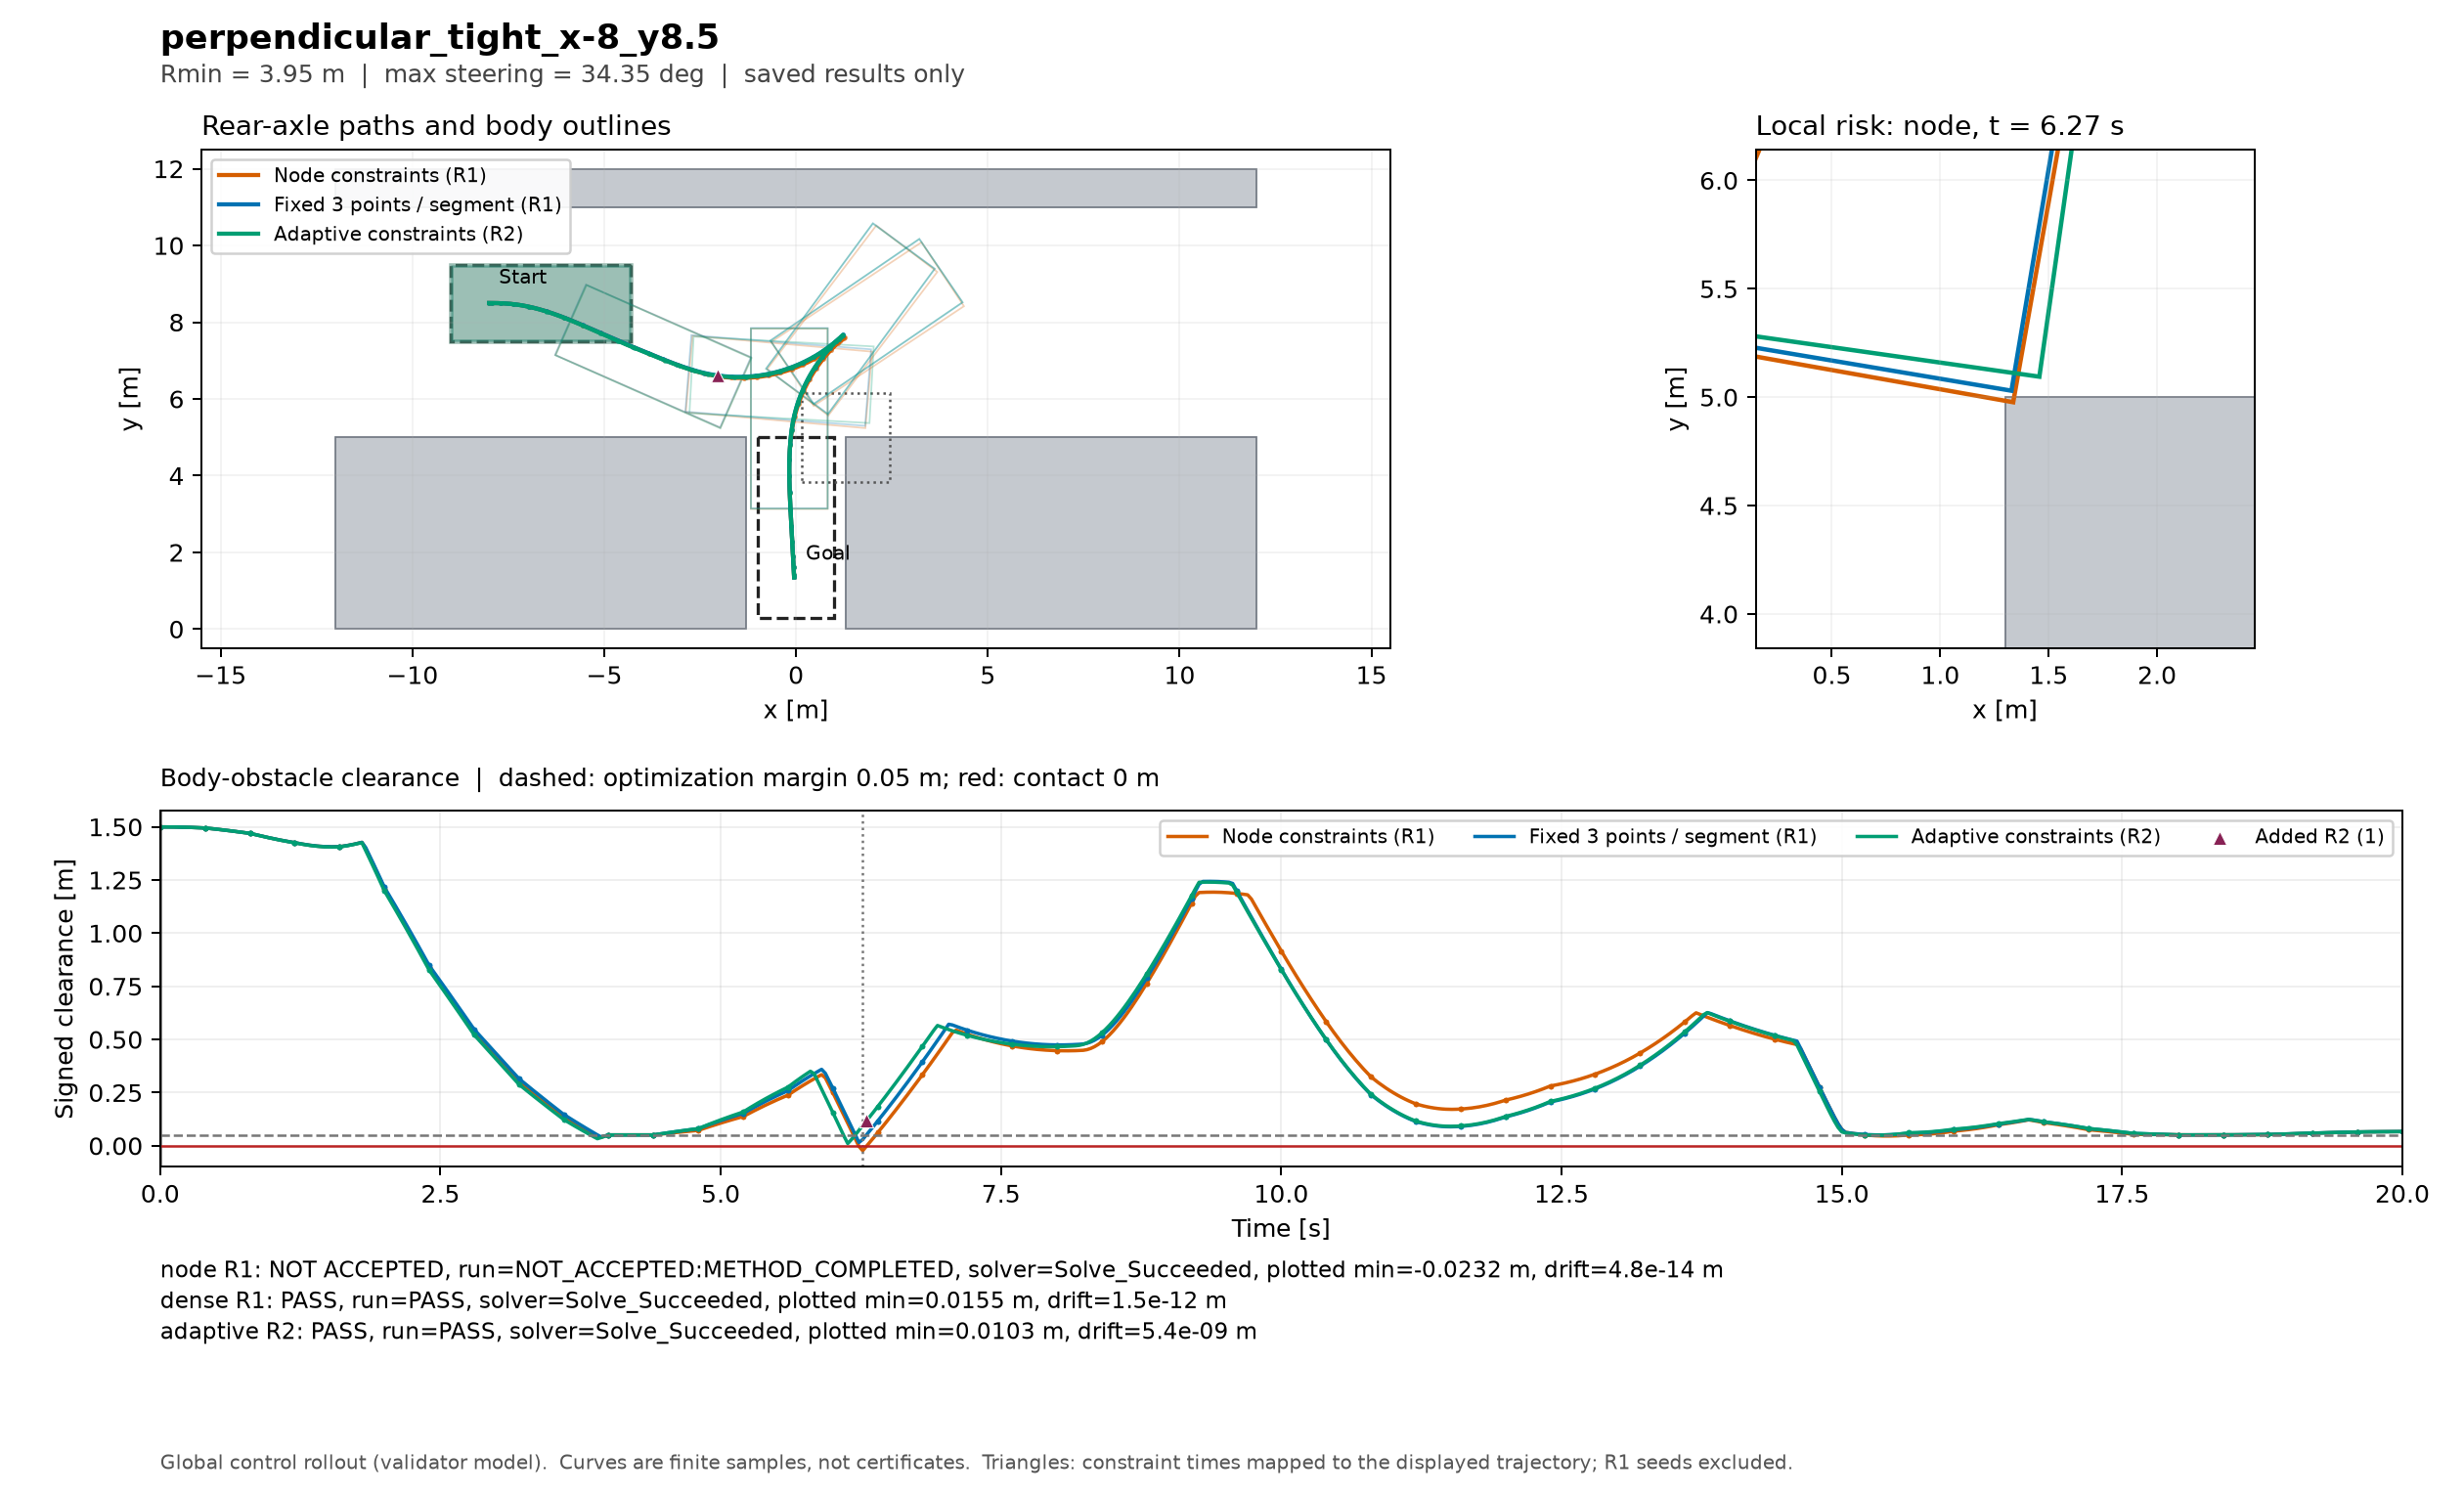 perpendicular_tight_x-8_y8.5
Rmin = 3.95 m | max steering = 34.35 deg | saved results only
Rear-axle paths and body outlines
Node constraints (R1)
Fixed 3 points / segment (R1)
Adaptive constraints (R2)
Start
Goal
12
10
8
6
4
2
0
y [m]
−15
−10
−5
0
5
10
15
x [m]
Local risk: node, t = 6.27 s
6.0
5.5
5.0
4.5
4.0
y [m]
0.5
1.0
1.5
2.0
x [m]
Body-obstacle clearance | dashed: optimization margin 0.05 m; red: contact 0 m
Node constraints (R1)
Fixed 3 points / segment (R1)
Adaptive constraints (R2)
Added R2 (1)
1.50
1.25
1.00
0.75
0.50
0.25
0.00
Signed clearance [m]
0.0
2.5
5.0
7.5
10.0
12.5
15.0
17.5
20.0
Time [s]
node R1: NOT ACCEPTED, run=NOT_ACCEPTED:METHOD_COMPLETED, solver=Solve_Succeeded, plotted min=-0.0232 m, drift=4.8e-14 m
dense R1: PASS, run=PASS, solver=Solve_Succeeded, plotted min=0.0155 m, drift=1.5e-12 m
adaptive R2: PASS, run=PASS, solver=Solve_Succeeded, plotted min=0.0103 m, drift=5.4e-09 m
Global control rollout (validator model). Curves are finite samples, not certificates. Triangles: constraint times mapped to the displayed trajectory; R1 seeds excluded.